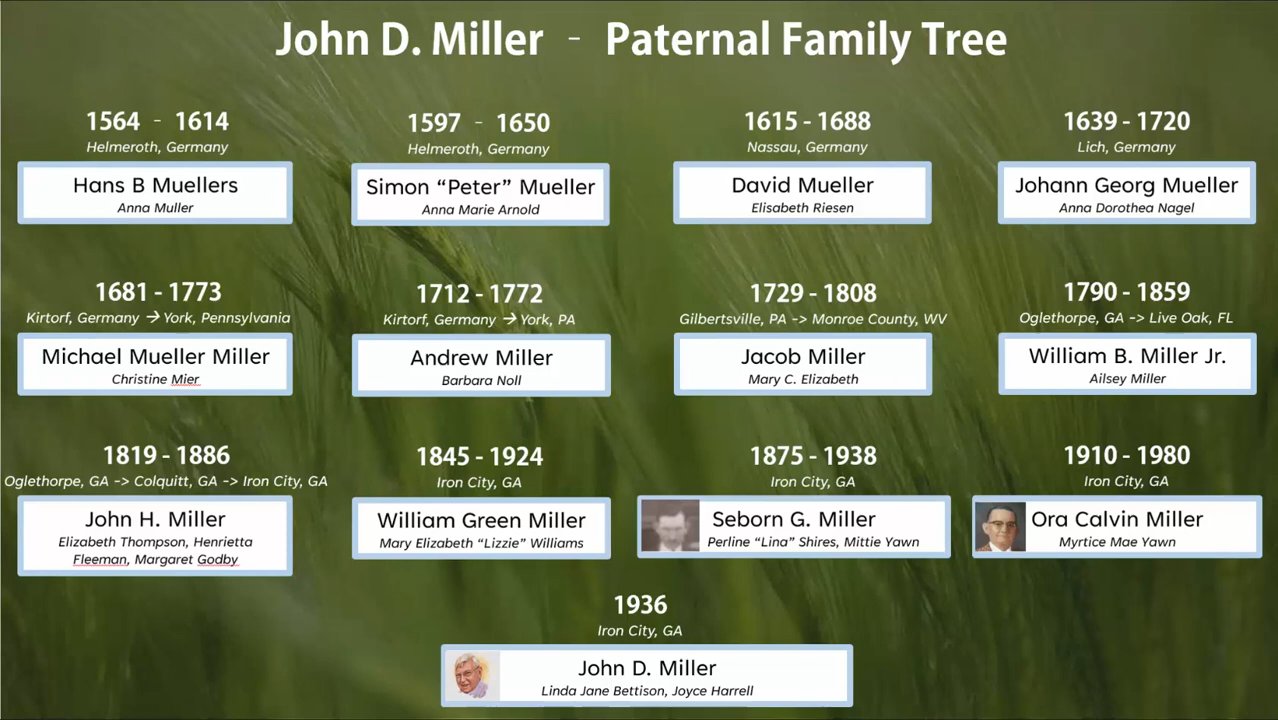 John D. Miller - Paternal Family Tree
1564 - 1614
Helmeroth, Germany
Hans B Muellers
Anna Muller
1597 - 1650
Helmeroth, Germany
Simon “Peter” Mueller
Anna Marie Arnold
1615 - 1688
Nassau, Germany
David Mueller
Elisabeth Riesen
1639 - 1720
Lich, Germany
Johann Georg Mueller
Anna Dorothea Nagel
1681 - 1773
Kirtorf, Germany → York, Pennsylvania
Michael Mueller Miller
Christine Mier
1712 - 1772
Kirtorf, Germany → York, PA
Andrew Miller
Barbara Noll
1729 - 1808
Gilbertsville, PA -> Monroe County, WV
Jacob Miller
Mary C. Elizabeth
1790 - 1859
Oglethorpe, GA -> Live Oak, FL
William B. Miller Jr.
Ailsey Miller
1819 - 1886
Oglethorpe, GA -> Colquitt, GA -> Iron City, GA
John H. Miller
Elizabeth Thompson, Henrietta
Fleeman, Margaret Godby
1845 - 1924
Iron City, GA
William Green Miller
Mary Elizabeth “Lizzie” Williams
1875 - 1938
Iron City, GA
Seborn G. Miller
Perline “Lina” Shires, Mittie Yawn
1910 - 1980
Iron City, GA
Ora Calvin Miller
Myrtice Mae Yawn
1936
Iron City, GA
John D. Miller
Linda Jane Bettison, Joyce Harrell